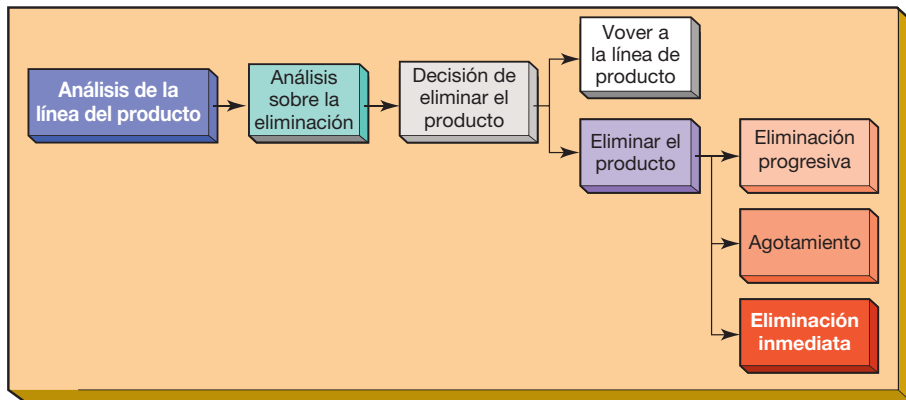 Análisis de la
línea del producto
Análisis
sobre la
eliminación
Decisión de
eliminar el
producto
Vover a
la línea de
producto
Eliminar el
producto
Eliminación
progresiva
Agotamiento
Eliminación
inmediata